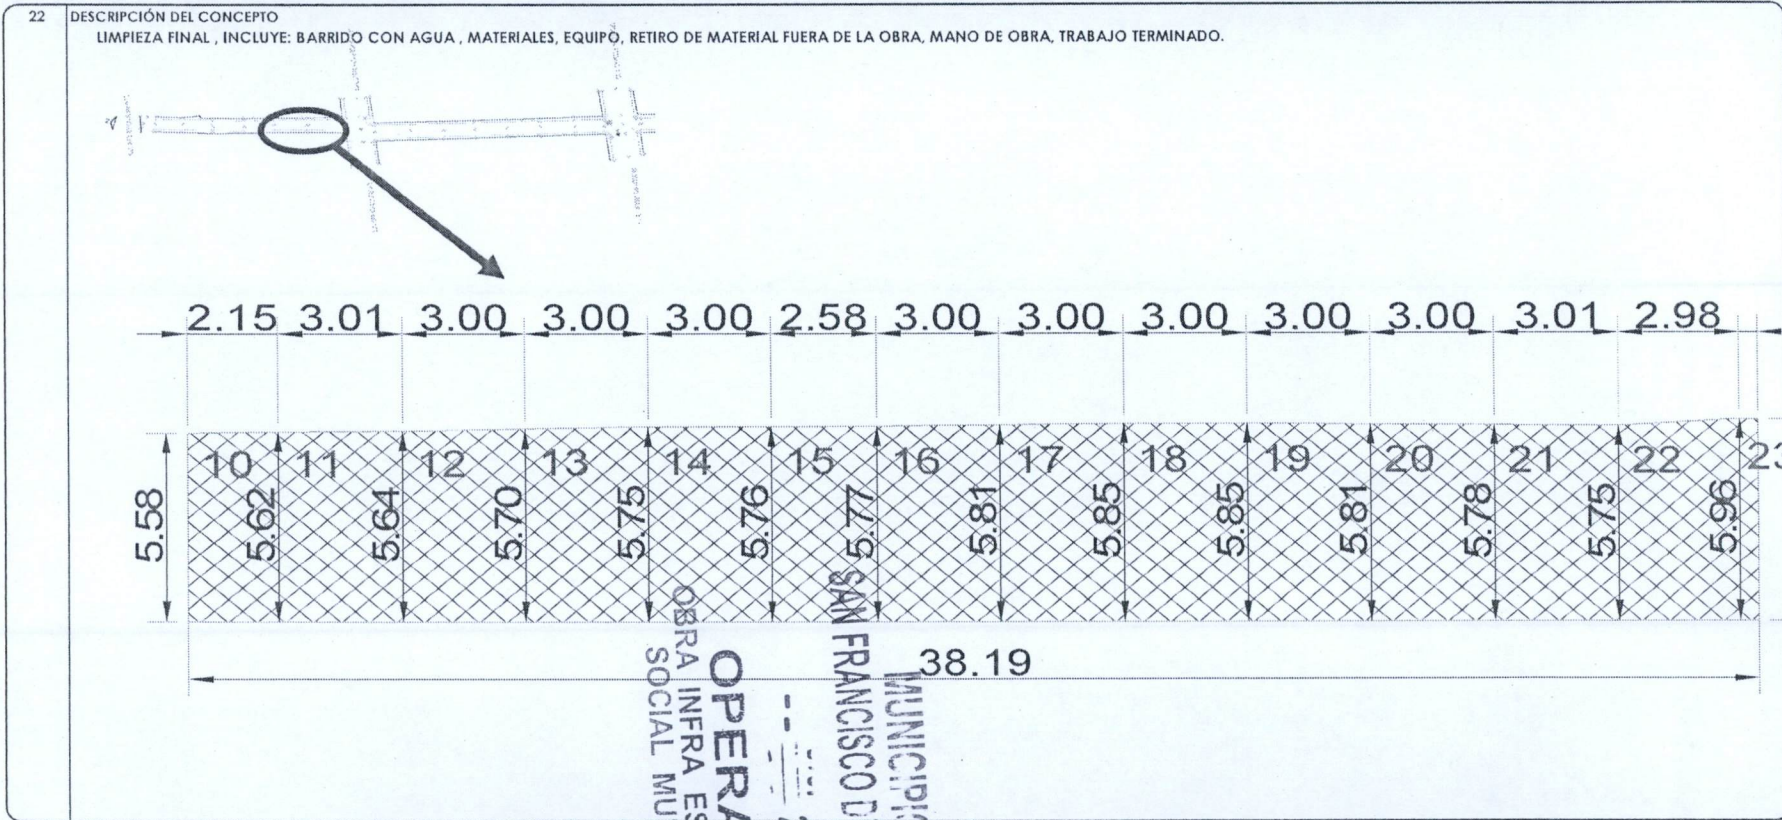 22 DESCRIPCIÓN DEL CONCEPTO
LIMPIEZA FINAL , INCLUYE: BARRIDO CON AGUA , MATERIALES, EQUIPO, RETIRO DE MATERIAL FUERA DE LA OBRA, MANO DE OBRA, TRABAJO TERMINADO.
2.15 3.01 3.00 3.00 3.00 2.58 3.00 3.00 3.00 3.00 3.00 3.01 2.98
10 11 12 13 14 15 16 17 18 19 20 21 22 23
5.58 5.62 5.64 5.70 5.75 5.76 5.77 5.81 5.85 5.85 5.81 5.78 5.75 5.96
38.19
MUNICIPIO
SAN FRANCISCO D
OPERA
OBRA INFRA ES
SOCIAL MU